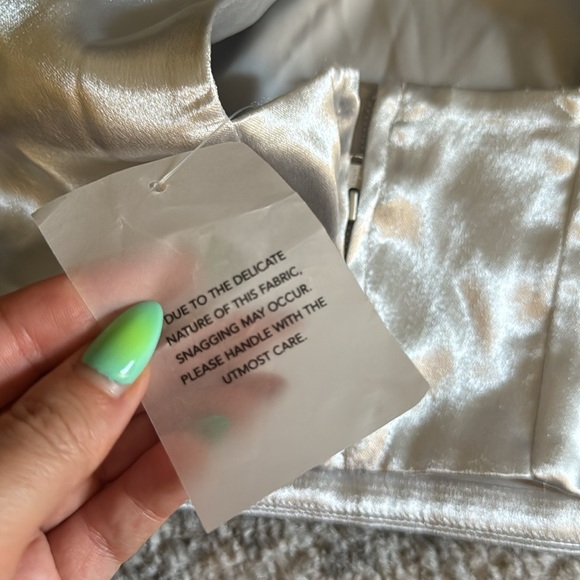 DUE TO THE DELICATE
NATURE OF THIS FABRIC,
SNAGGING MAY OCCUR.
PLEASE HANDLE WITH THE
UTMOST CARE.